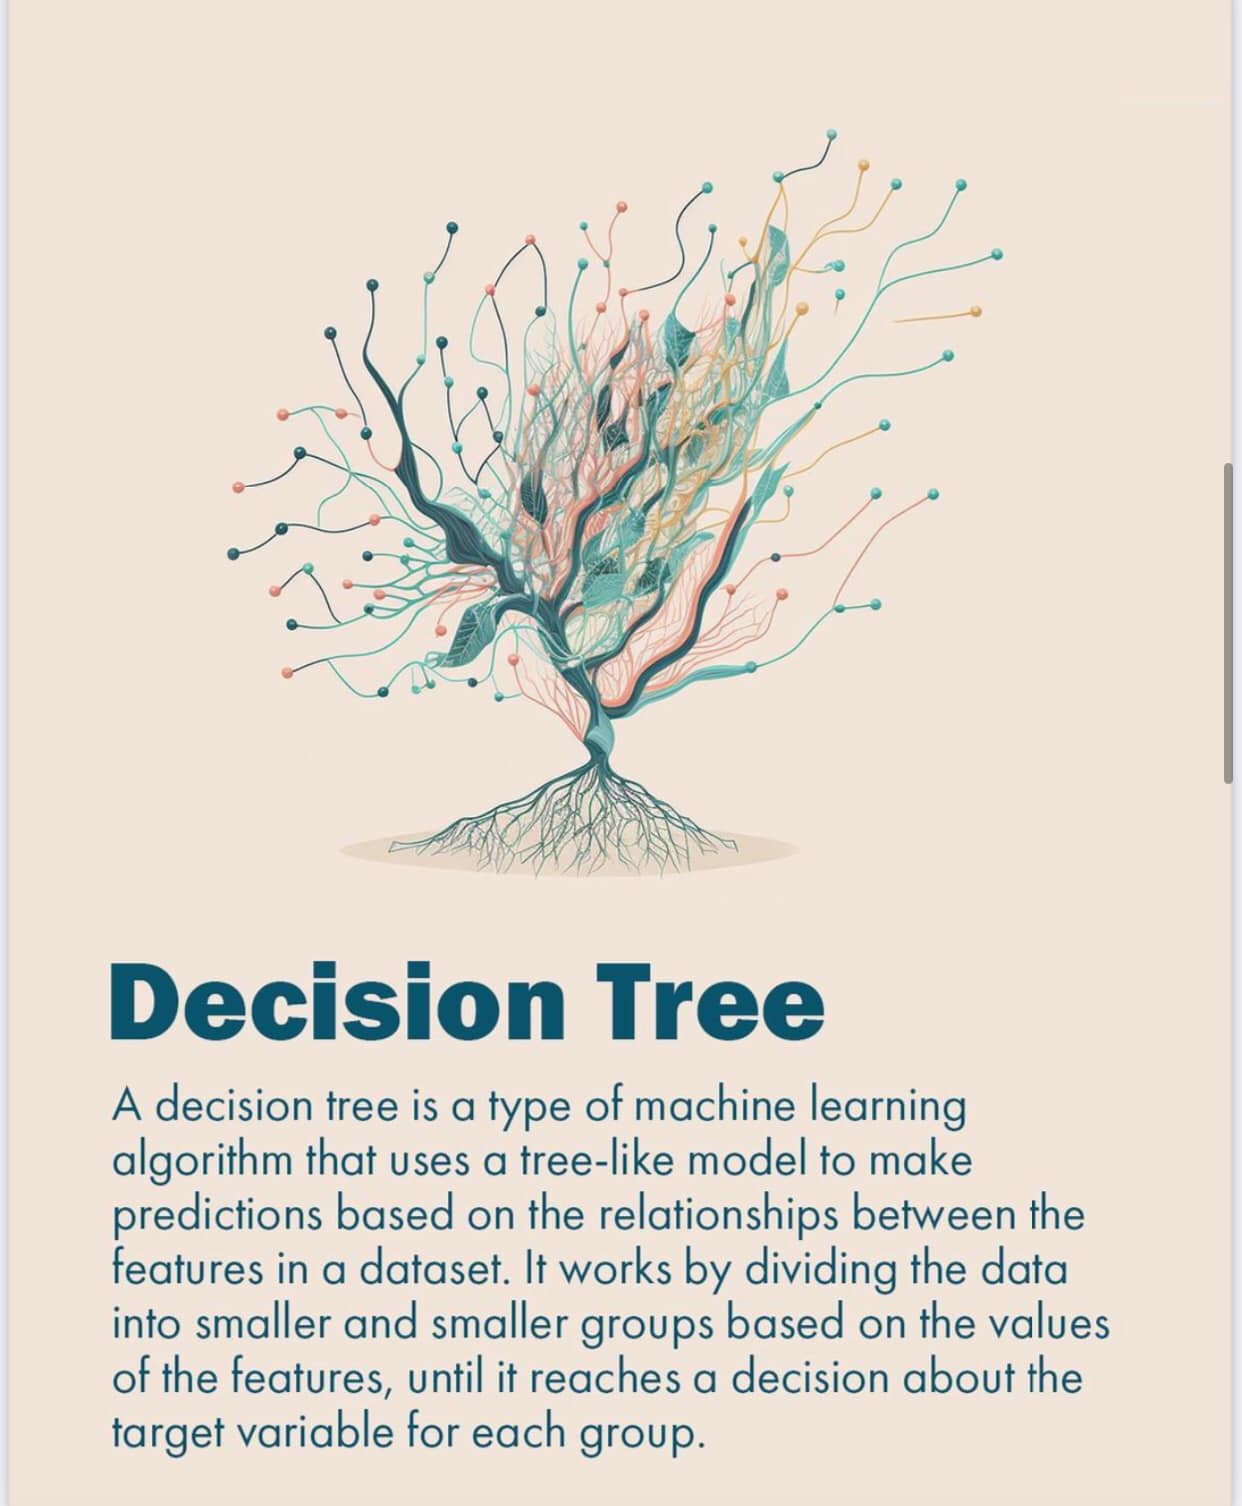 Decision Tree
A decision tree is a type of machine learning
algorithm that uses a tree-like model to make
predictions based on the relationships between the
features in a dataset. It works by dividing the data
into smaller and smaller groups based on the values
of the features, until it reaches a decision about the
target variable for each group.